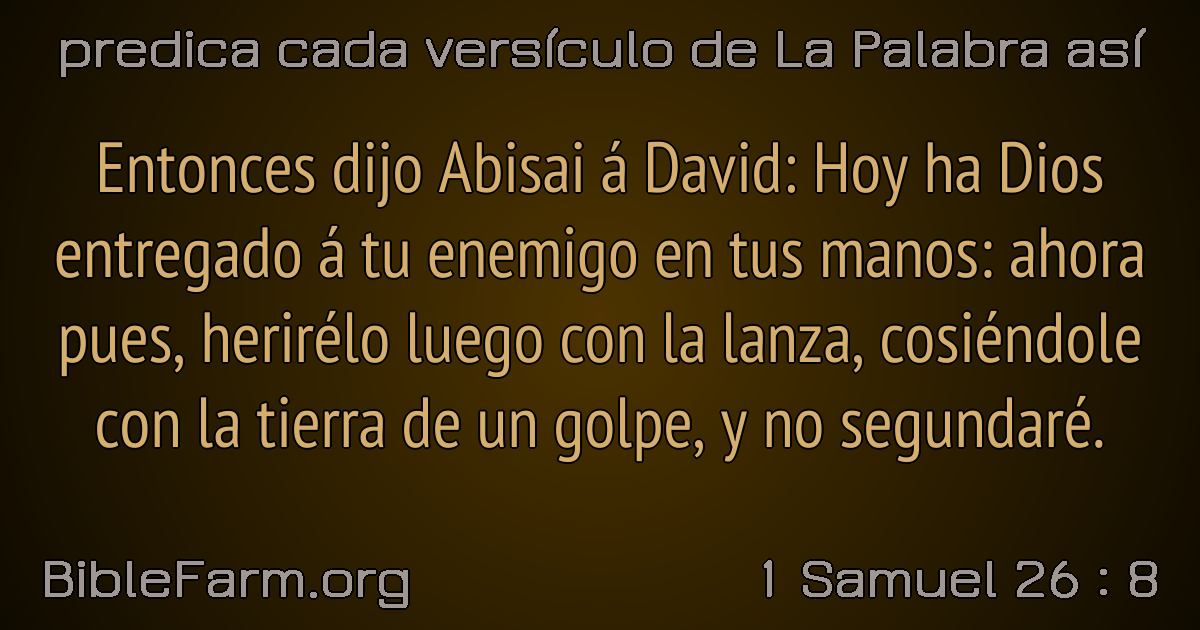 predica cada versículo de La Palabra así
Entonces dijo Abisai á David: Hoy ha Dios
entregado á tu enemigo en tus manos: ahora
pues, herirélo luego con la lanza, cosiéndole
con la tierra de un golpe, y no segundaré.
BibleFarm.org
1 Samuel 26 : 8